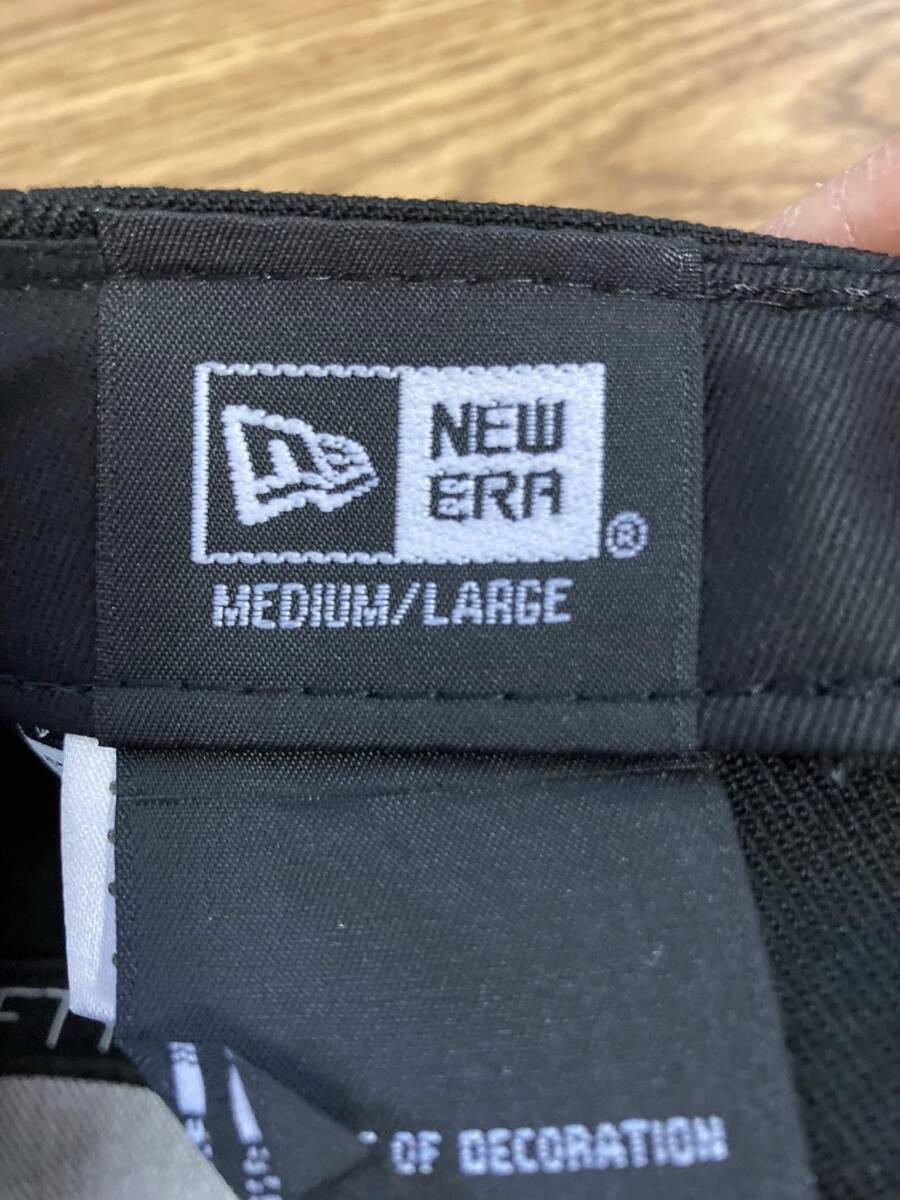 NEW
ERA
®
MEDIUM/LARGE
OF DECORATION